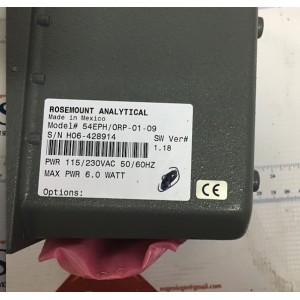 ROSEMOUNT ANALYTICAL
Made in Mexico
Model# 54EPH/ORP-01-09
S/N H06-428914 SW Ver#
1.18
PWR 115/230VAC 50/60HZ
MAX PWR 6.0 WATT
Options:
CE